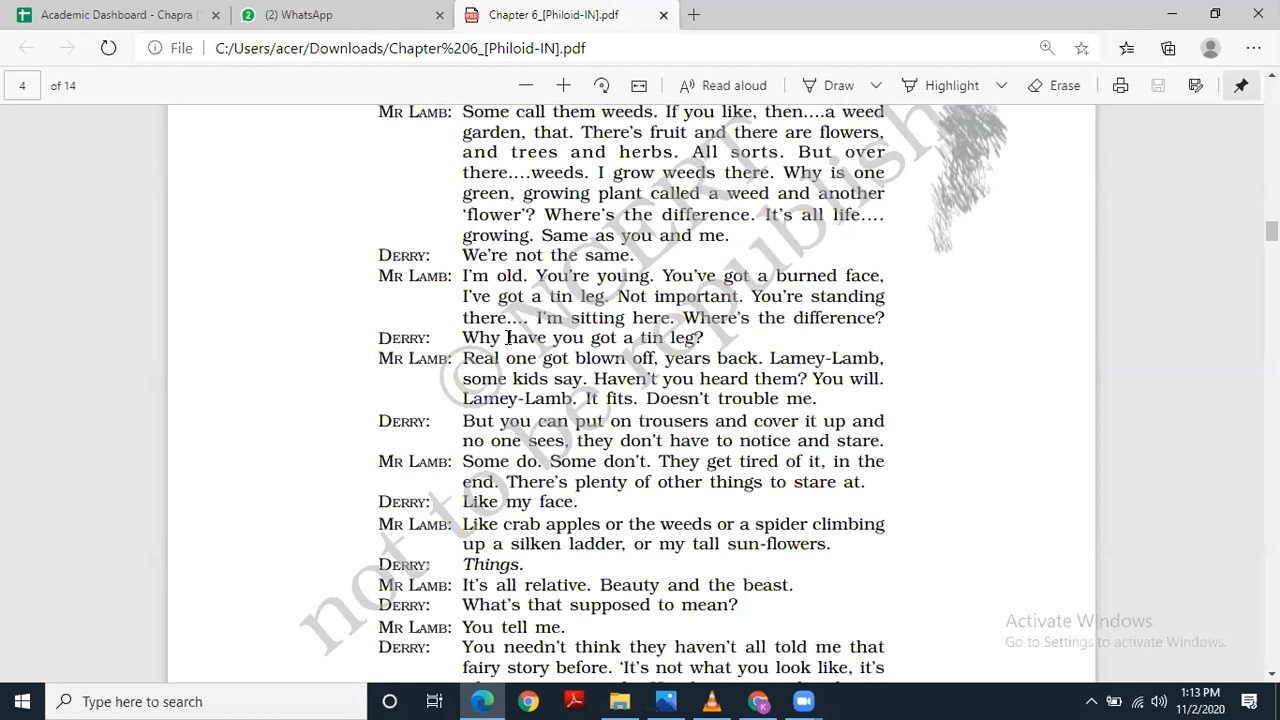 Academic Dashboard - Chapra (
(2) WhatsApp
Chapter 6_[Philoid-IN].pdf
File
C:/Users/acer/Downloads/Chapter%206_[Philoid-IN].pdf
4 of 14
Read aloud
Draw
Highlight
Erase
MR LAMB: Some call them weeds. If you like, then....a weed
garden, that. There's fruit and there are flowers,
and trees and herbs. All sorts. But over
there....weeds. I grow weeds there. Why is one
green, growing plant called a weed and another
'flower'? Where's the difference. It's all life....
growing. Same as you and me.
DERRY: We're not the same.
MR LAMB: I'm old. You're young. You've got a burned face,
I've got a tin leg. Not important. You're standing
there.... I'm sitting here. Where's the difference?
DERRY: Why have you got a tin leg?
MR LAMB: Real one got blown off, years back. Lamey-Lamb,
some kids say. Haven't you heard them? You will.
Lamey-Lamb. It fits. Doesn't trouble me.
DERRY: But you can put on trousers and cover it up and
no one sees, they don't have to notice and stare.
MR LAMB: Some do. Some don't. They get tired of it, in the
end. There's plenty of other things to stare at.
DERRY: Like my face.
MR LAMB: Like crab apples or the weeds or a spider climbing
up a silken ladder, or my tall sun-flowers.
DERRY: Things.
MR LAMB: It's all relative. Beauty and the beast.
DERRY: What's that supposed to mean?
MR LAMB: You tell me.
DERRY: You needn't think they haven't all told me that
fairy story before. 'It's not what you look like, it's
© NCERT
not to be republish
Activate Windows
Go to Settings to activate Windows.
Type here to search
1:13 PM
11/2/2020